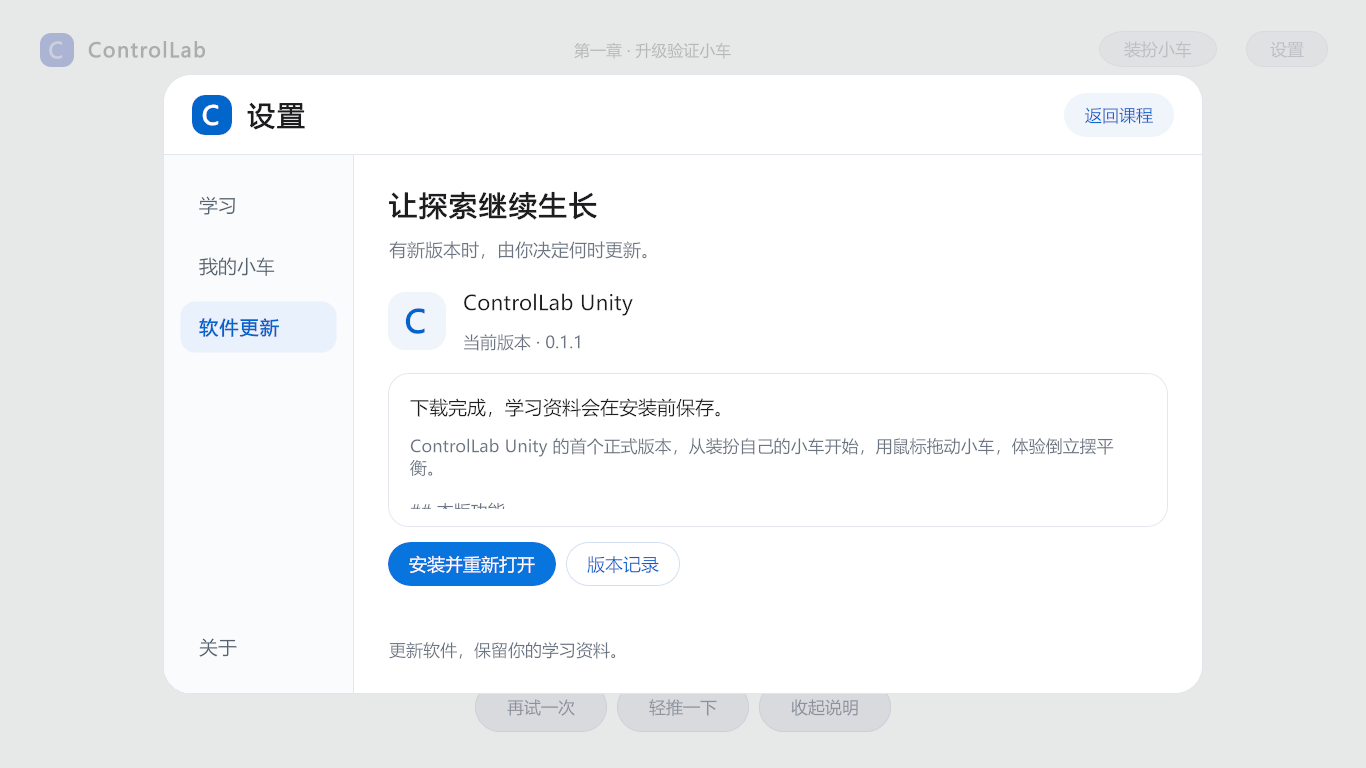 C ControlLab
第一章 · 升级验证小车
装扮小车
设置
C 设置
返回课程
学习
我的小车
软件更新
关于
让探索继续生长
有新版本时，由你决定何时更新。
C
ControlLab Unity
当前版本 · 0.1.1
下载完成，学习资料会在安装前保存。
ControlLab Unity 的首个正式版本，从装扮自己的小车开始，用鼠标拖动小车，体验倒立摆平
衡。
## 本版功能
安装并重新打开
版本记录
更新软件，保留你的学习资料。
再试一次
轻推一下
收起说明